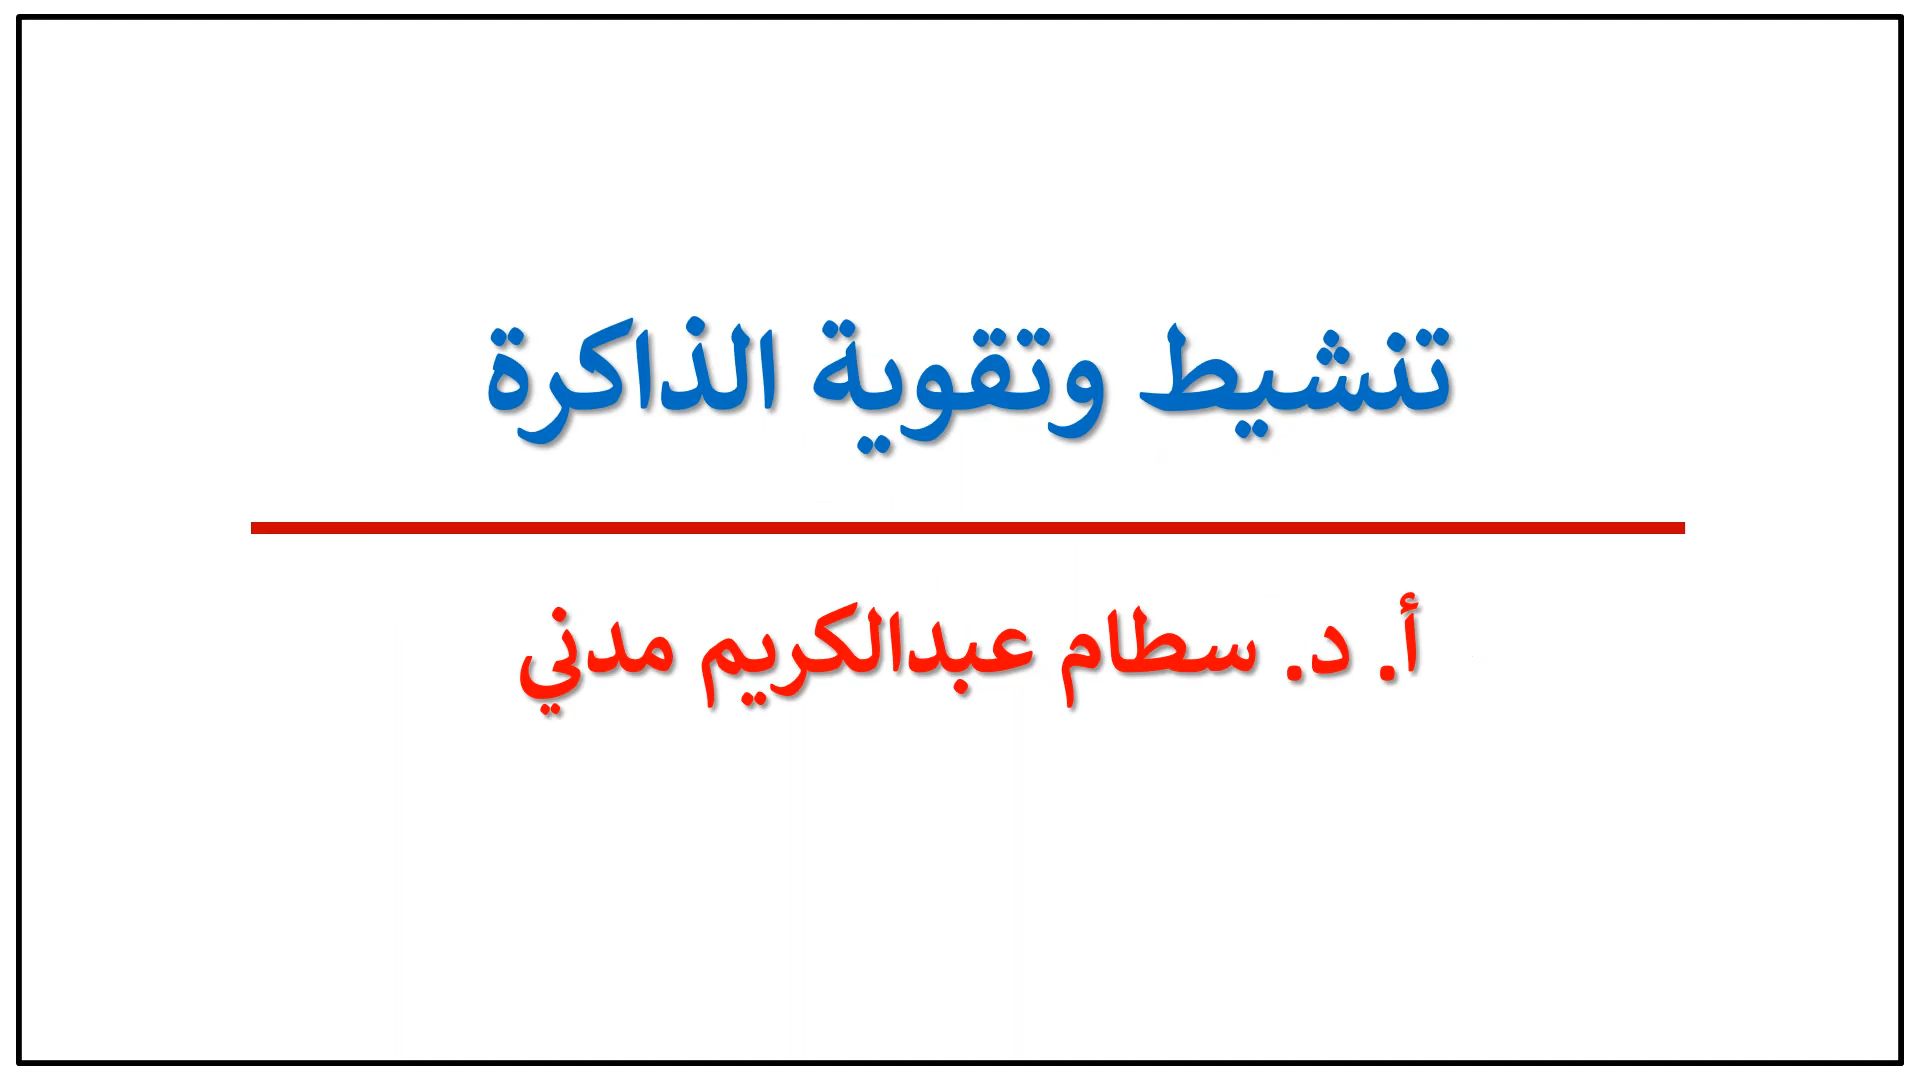 تنشيط وتقوية الذاكرة
أ. د. سطام عبدالكريم مدني